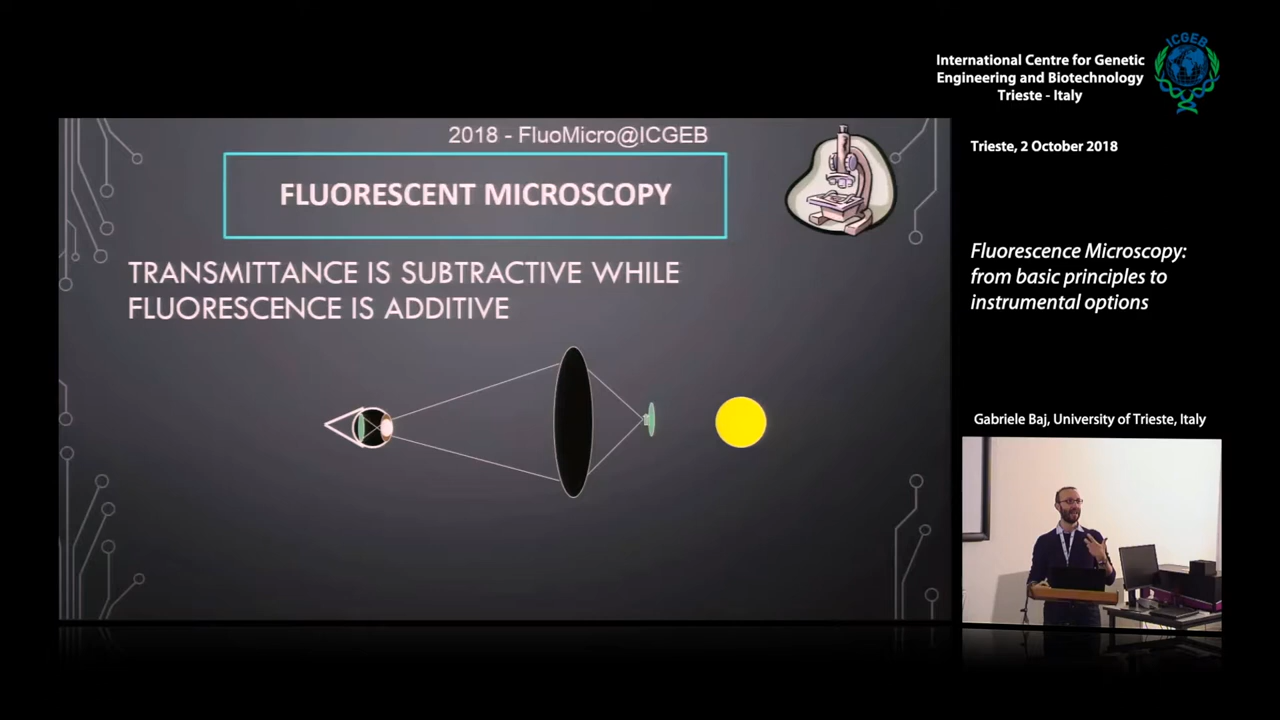 International Centre for Genetic
Engineering and Biotechnology
Trieste - Italy
ICGEB
Trieste, 2 October 2018
2018 - FluoMicro@ICGEB
FLUORESCENT MICROSCOPY
TRANSMITTANCE IS SUBTRACTIVE WHILE
FLUORESCENCE IS ADDITIVE
Fluorescence Microscopy:
from basic principles to
instrumental options
Gabriele Baj, University of Trieste, Italy